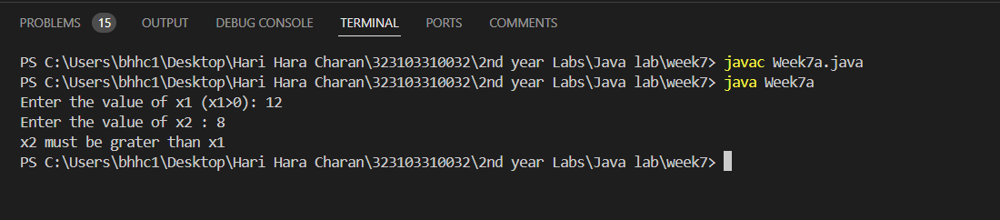 PROBLEMS 15 OUTPUT DEBUG CONSOLE TERMINAL PORTS COMMENTS
PS C:\Users\bhhc1\Desktop\Hari Hara Charan\323103310032\2nd year Labs\Java lab\week7> javac Week7a.java
PS C:\Users\bhhc1\Desktop\Hari Hara Charan\323103310032\2nd year Labs\Java lab\week7> java Week7a
Enter the value of x1 (x1>0): 12
Enter the value of x2 : 8
x2 must be grater than x1
PS C:\Users\bhhc1\Desktop\Hari Hara Charan\323103310032\2nd year Labs\Java lab\week7>